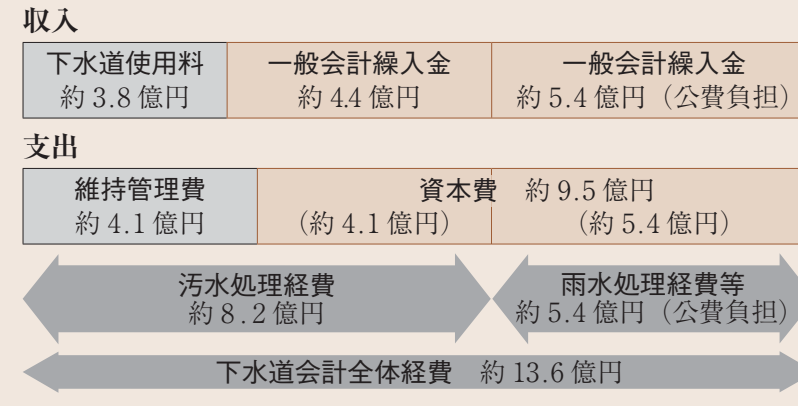 収入
下水道使用料
約 3.8 億円
一般会計繰入金
約 4.4 億円
一般会計繰入金
約 5.4 億円（公費負担）
支出
維持管理費
約 4.1 億円
資本費　約 9.5 億円
（約 4.1 億円）　（約 5.4 億円）
汚水処理経費
約 8.2 億円
雨水処理経費等
約 5.4 億円（公費負担）
下水道会計全体経費　約 13.6 億円